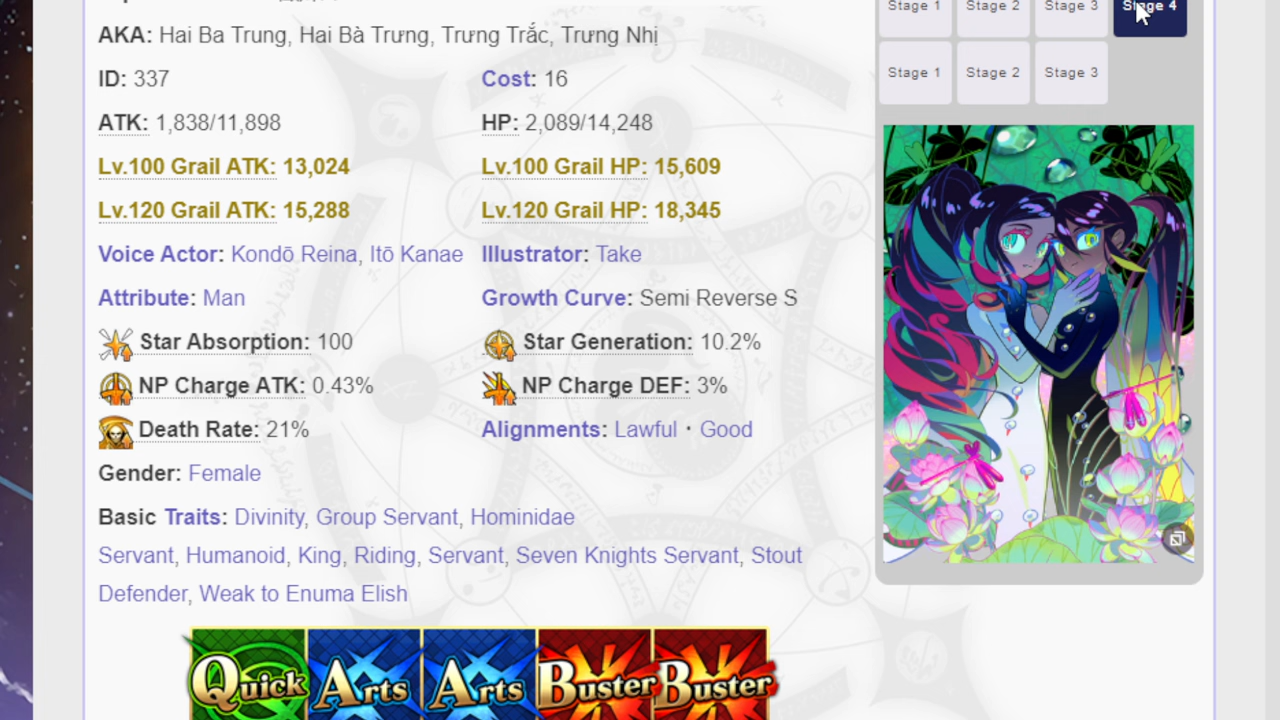 Stage 1 Stage 2 Stage 3 Stage 4
AKA: Hai Ba Trung, Hai Bà Trưng, Trưng Trắc, Trưng Nhị
ID: 337 Cost: 16
Stage 1 Stage 2 Stage 3
ATK: 1,838/11,898 HP: 2,089/14,248
Lv.100 Grail ATK: 13,024 Lv.100 Grail HP: 15,609
Lv.120 Grail ATK: 15,288 Lv.120 Grail HP: 18,345
Voice Actor: Kondō Reina, Itō Kanae Illustrator: Take
Attribute: Man Growth Curve: Semi Reverse S
Star Absorption: 100 Star Generation: 10.2%
NP Charge ATK: 0.43% NP Charge DEF: 3%
Death Rate: 21% Alignments: Lawful・Good
Gender: Female
Basic Traits: Divinity, Group Servant, Hominidae
Servant, Humanoid, King, Riding, Servant, Seven Knights Servant, Stout
Defender, Weak to Enuma Elish
Quick Arts Arts Buster Buster